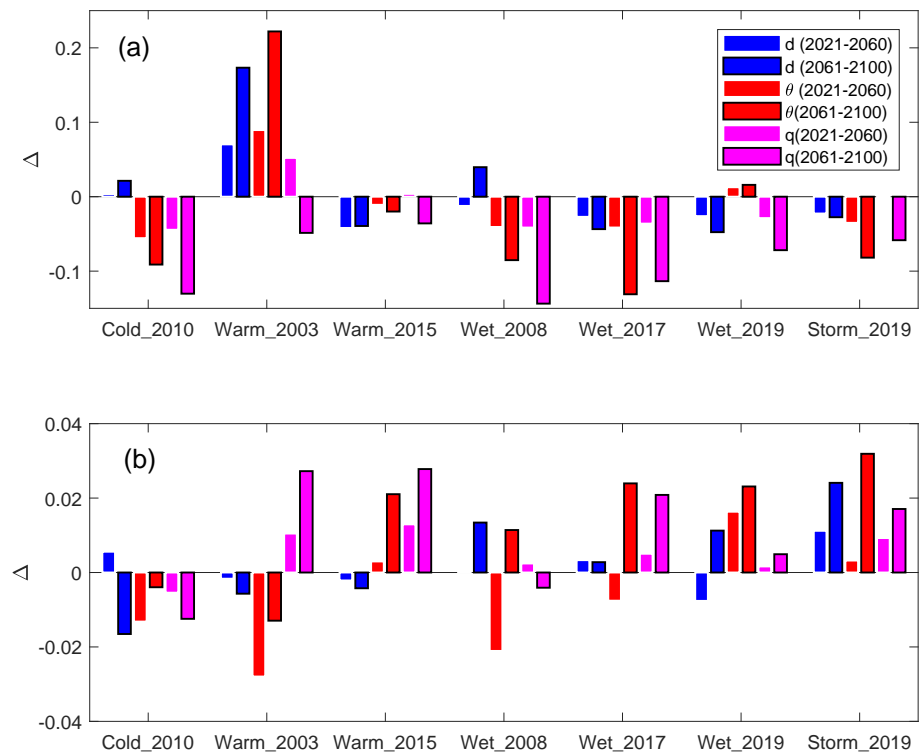 (a)
0.2
0.1
0
-0.1
Δ
d (2021-2060)
d (2061-2100)
θ (2021-2060)
θ(2061-2100)
q(2021-2060)
q(2061-2100)
Cold_2010 Warm_2003 Warm_2015 Wet_2008 Wet_2017 Wet_2019 Storm_2019
(b)
0.04
0.02
0
-0.02
-0.04
Δ
Cold_2010 Warm_2003 Warm_2015 Wet_2008 Wet_2017 Wet_2019 Storm_2019